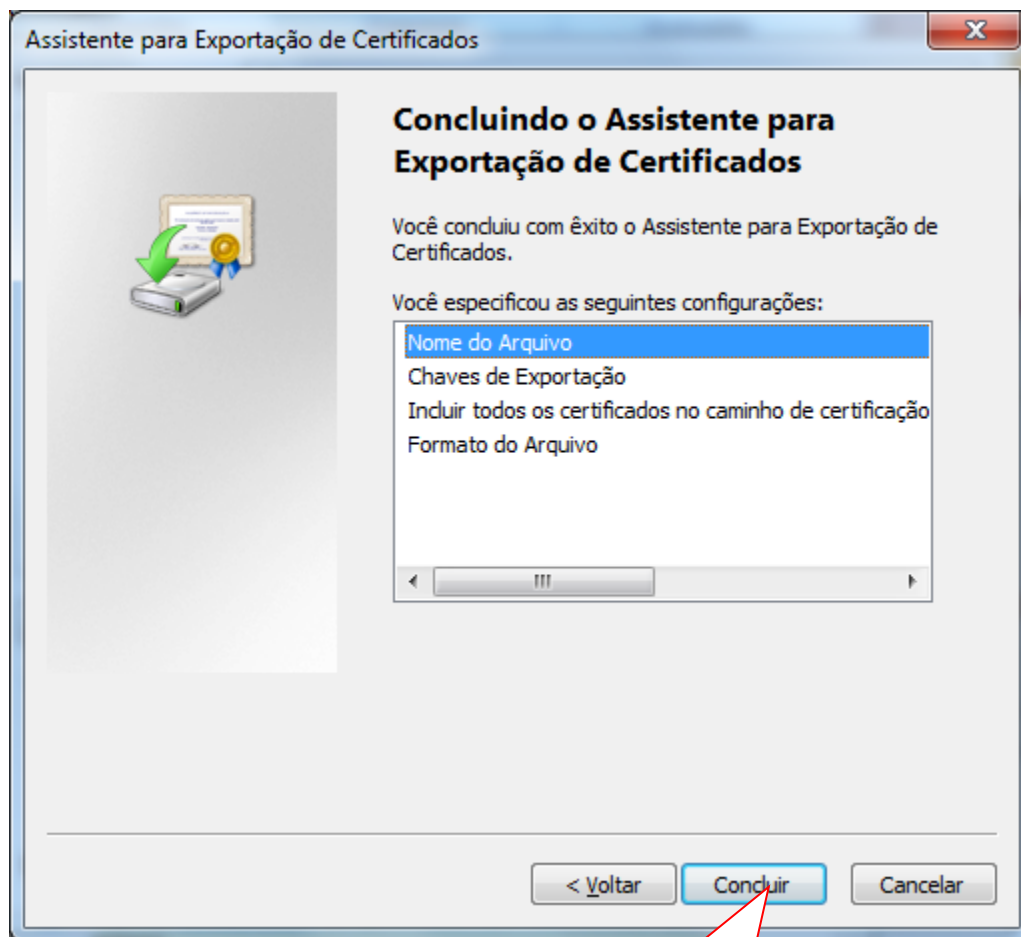 Assistente para Exportação de Certificados
Concluindo o Assistente para
Exportação de Certificados
Você concluiu com êxito o Assistente para Exportação de
Certificados.
Você especificou as seguintes configurações:
Nome do Arquivo
Chaves de Exportação
Incluir todos os certificados no caminho de certificação
Formato do Arquivo
< Voltar
Concluir
Cancelar